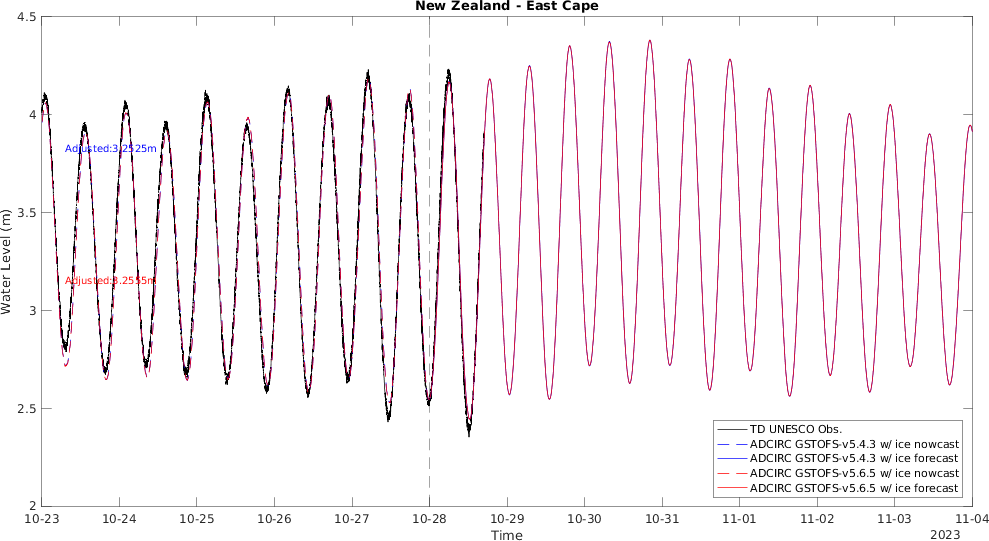 New Zealand - East Cape
4.5
4
3.5
3
2.5
2
Water Level (m)
Adjusted:3.2525m
Adjusted:3.2555m
TD UNESCO Obs.
ADCIRC GSTOFS-v5.4.3 w/ ice nowcast
ADCIRC GSTOFS-v5.4.3 w/ ice forecast
ADCIRC GSTOFS-v5.6.5 w/ ice nowcast
ADCIRC GSTOFS-v5.6.5 w/ ice forecast
10-23 10-24 10-25 10-26 10-27 10-28 10-29 10-30 10-31 11-01 11-02 11-03 11-04
Time
2023